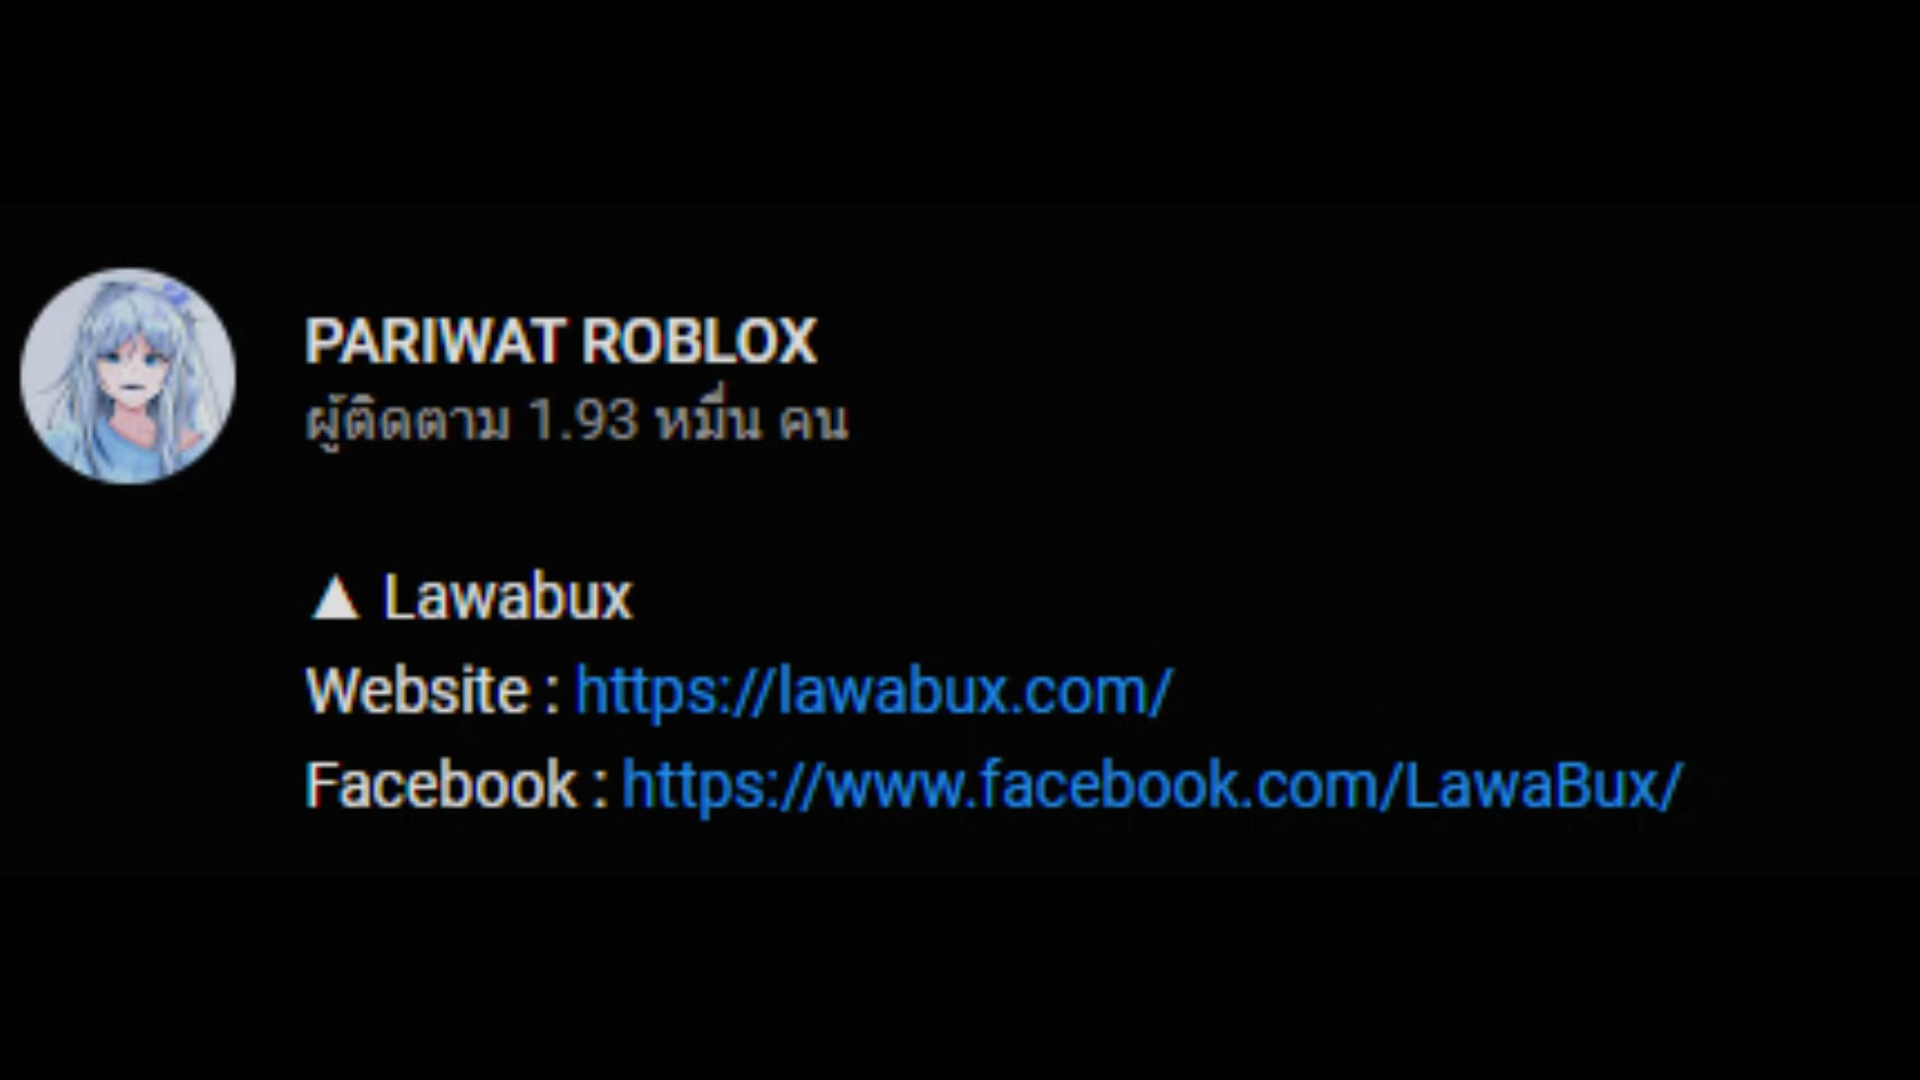 PARIWAT ROBLOX
ผู้ติดตาม 1.93 หมื่น คน
▲ Lawabux
Website : https://lawabux.com/
Facebook : https://www.facebook.com/LawaBux/